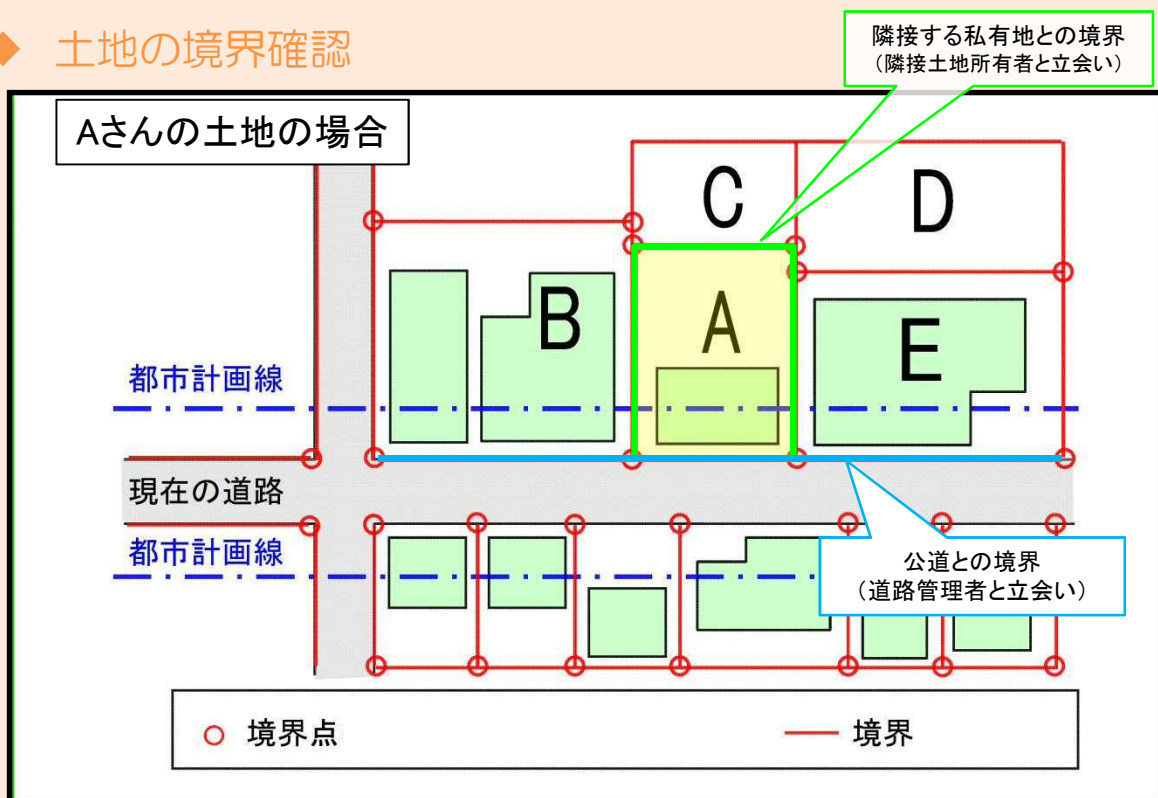 ◆ 土地の境界確認
隣接する私有地との境界
（隣接土地所有者と立会い）
Aさんの土地の場合
C
D
B
A
E
都市計画線
現在の道路
都市計画線
公道との境界
（道路管理者と立会い）
境界点
境界